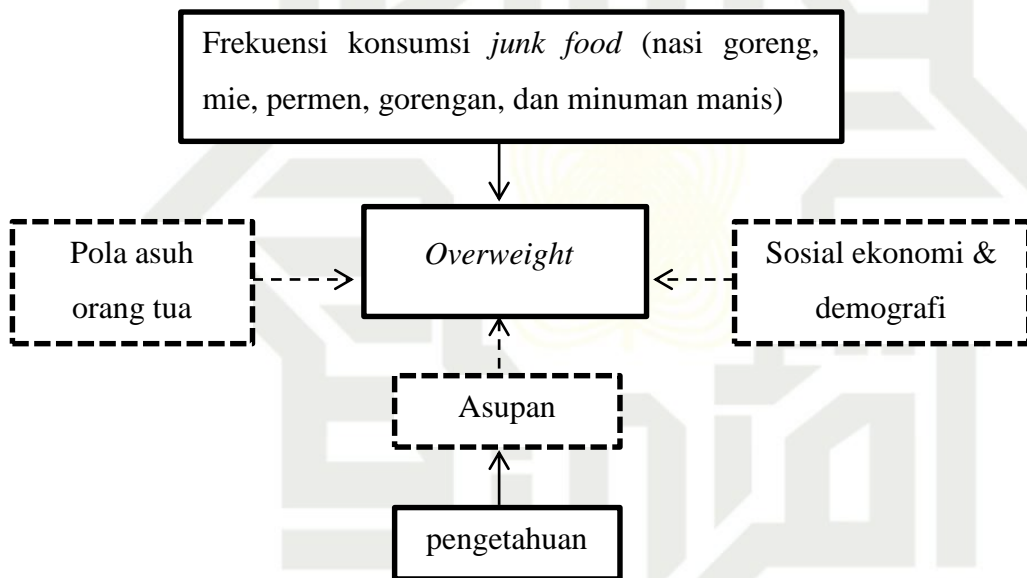 Frekuensi konsumsi junk food (nasi goreng,
mie, permen, gorengan, dan minuman manis)
Pola asuh
orang tua
Overweight
Sosial ekonomi &
demografi
Asupan
pengetahuan